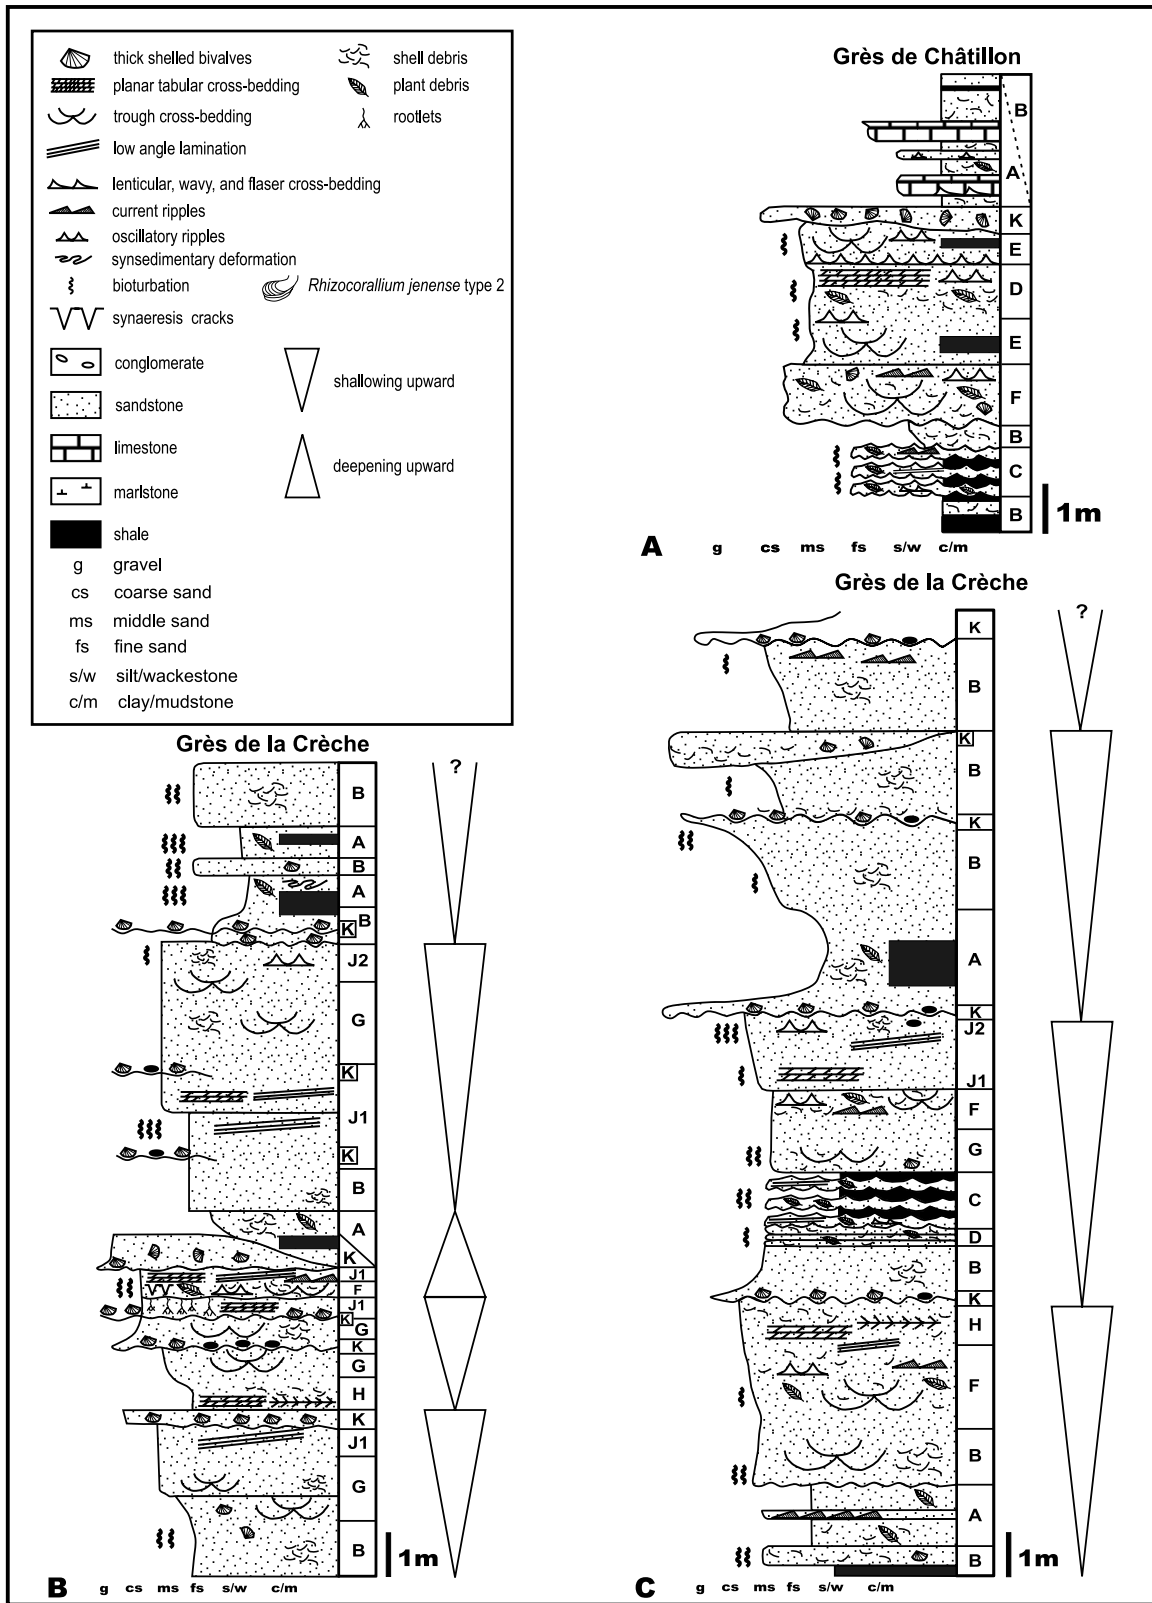 thick shelled bivalves
shell debris
planar tabular cross-bedding
plant debris
trough cross-bedding
rootlets
low angle lamination
lenticular, wavy, and flaser cross-bedding
current ripples
oscillatory ripples
synsedimentary deformation
bioturbation
Rhizocorallium jenense type 2
synaeresis cracks
conglomerate
shallowing upward
sandstone
limestone
deepening upward
marlstone
shale
g gravel
cs coarse sand
ms middle sand
fs fine sand
s/w silt/wackestone
c/m clay/mudstone
Grès de Châtillon
B
A
K
E
D
E
F
B
C
B
1m
A
g cs ms fs s/w c/m
Grès de la Crèche
?
B
A
B
A
B
K
J2
G
K
J1
K
B
A
K
J1
F
J1
K
G
K
G
H
K
J1
G
B
1m
B
g cs ms fs s/w c/m
Grès de la Crèche
?
K
B
K
B
K
B
A
K
J2
J1
F
G
C
D
B
K
H
F
B
A
B
1m
C
g cs ms fs s/w c/m